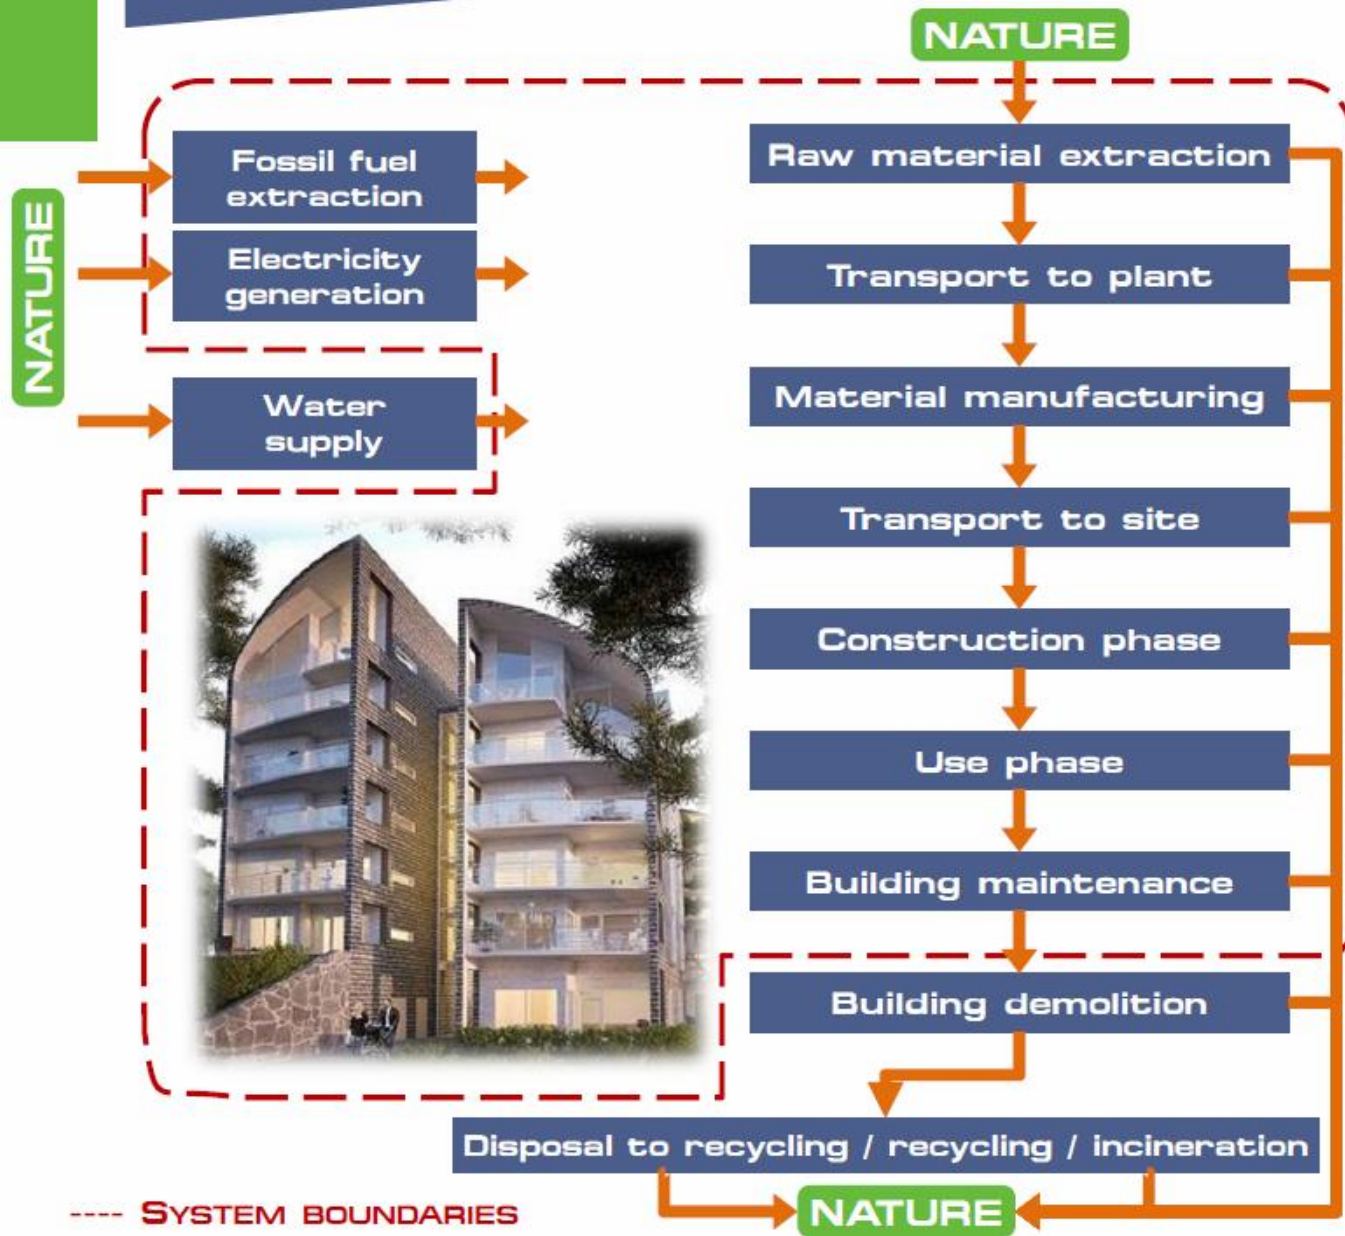 NATURE
NATURE
Fossil fuel
extraction
Electricity
generation
Water
supply
Raw material extraction
Transport to plant
Material manufacturing
Transport to site
Construction phase
Use phase
Building maintenance
Building demolition
Disposal to recycling / recycling / incineration
NATURE
---- SYSTEM BOUNDARIES